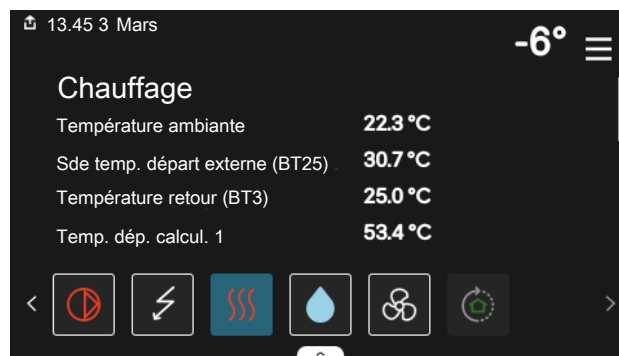 13.45 3 Mars
-6°
Chauffage
Température ambiante 22.3 °C
Sde temp. départ externe (BT25) 30.7 °C
Température retour (BT3) 25.0 °C
Temp. dép. calcul. 1 53.4 °C